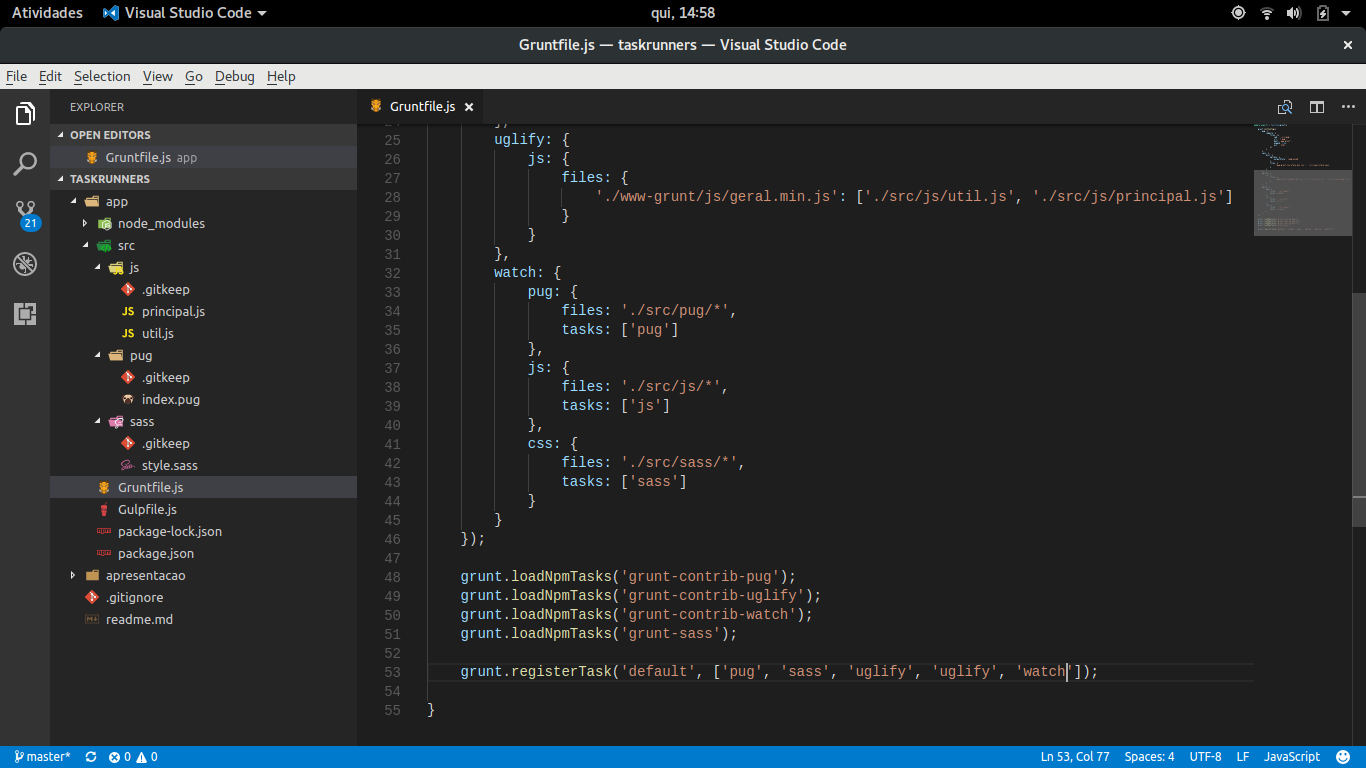 Atividades Visual Studio Code qui, 14:58
Gruntfile.js — taskrunners — Visual Studio Code
File Edit Selection View Go Debug Help
EXPLORER
OPEN EDITORS
Gruntfile.js app
TASKRUNNERS
app
node_modules
src
js
.gitkeep
principal.js
util.js
pug
.gitkeep
index.pug
sass
.gitkeep
style.sass
Gruntfile.js
Gulpfile.js
package-lock.json
package.json
apresentacao
.gitignore
readme.md
21
Gruntfile.js
24 },
25 uglify: {
26 js: {
27 files: {
28 './www-grunt/js/geral.min.js': ['./src/js/util.js', './src/js/principal.js']
29 }
30 }
31 },
32 watch: {
33 pug: {
34 files: './src/pug/*',
35 tasks: ['pug']
36 },
37 js: {
38 files: './src/js/*',
39 tasks: ['js']
40 },
41 css: {
42 files: './src/sass/*',
43 tasks: ['sass']
44 }
45 }
46 });
47
48 grunt.loadNpmTasks('grunt-contrib-pug');
49 grunt.loadNpmTasks('grunt-contrib-uglify');
50 grunt.loadNpmTasks('grunt-contrib-watch');
51 grunt.loadNpmTasks('grunt-sass');
52
53 grunt.registerTask('default', ['pug', 'sass', 'uglify', 'uglify', 'watch']);
54
55 }
master* 0 0 Ln 53, Col 77 Spaces: 4 UTF-8 LF JavaScript